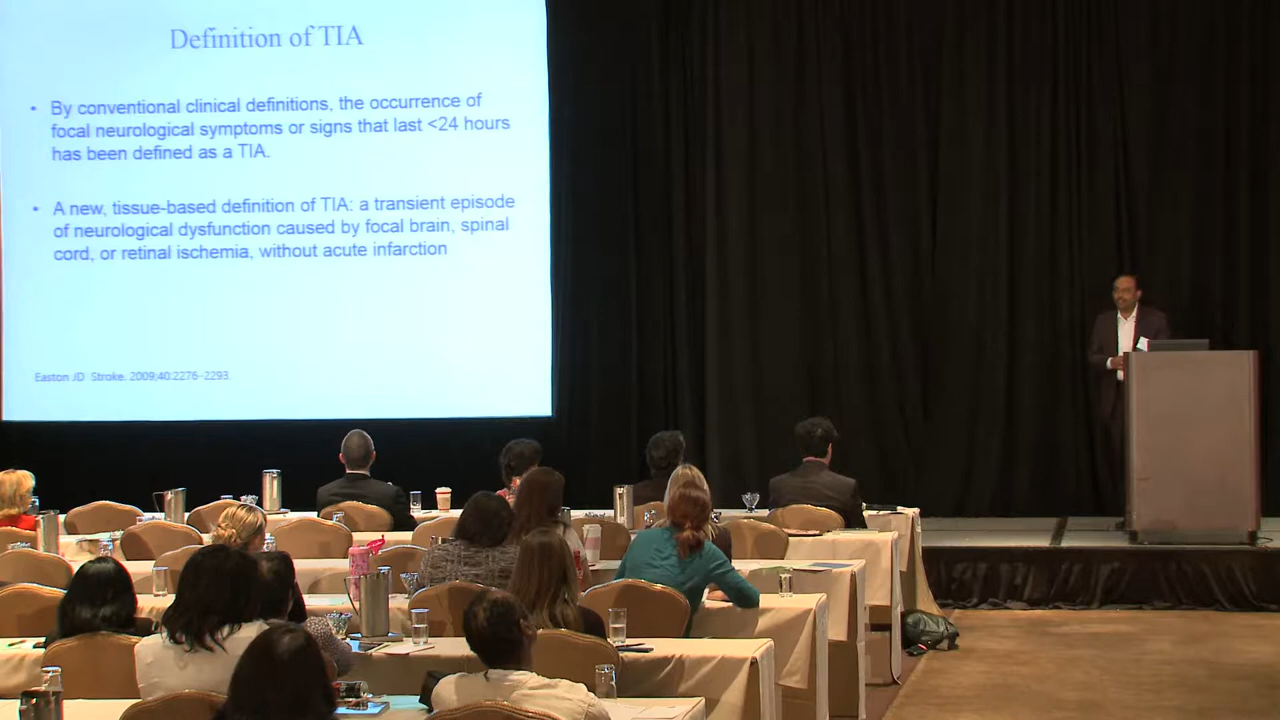 Definition of TIA
• By conventional clinical definitions, the occurrence of
focal neurological symptoms or signs that last <24 hours
has been defined as a TIA.
• A new, tissue-based definition of TIA: a transient episode
of neurological dysfunction caused by focal brain, spinal
cord, or retinal ischemia, without acute infarction
Easton JD Stroke. 2009;40:2276-2293